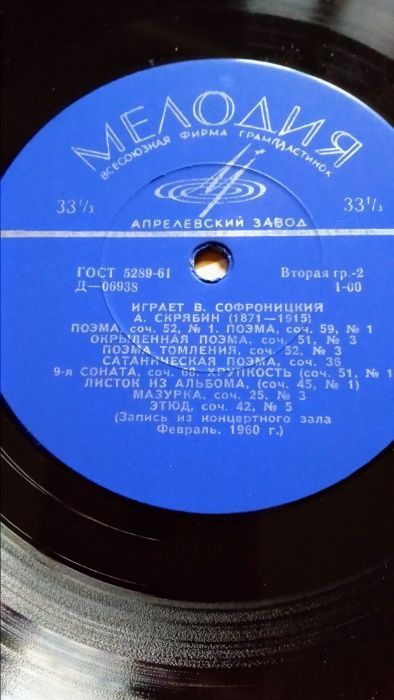 МЕЛОДИЯ
ВСЕСОЮЗНАЯ ФИРМА ГРАМПЛАСТИНОК
33⅓ 33⅓
АПРЕЛЕВСКИЙ ЗАВОД
ГОСТ 5289-61 Вторая гр.-2
Д—06938 1-00
ИГРАЕТ В. СОФРОНИЦКИЙ
А. СКРЯБИН (1871—1915)
ПОЭМА, соч. 52, № 1. ПОЭМА, соч. 59, № 1
ОКРЫЛЕННАЯ ПОЭМА, соч. 51, № 3
ПОЭМА ТОМЛЕНИЯ, соч. 52, № 3
САТАНИЧЕСКАЯ ПОЭМА, соч. 36
9-я СОНАТА, соч. 68. ХРУПКОСТЬ (соч. 51, № 1
ЛИСТОК ИЗ АЛЬБОМА, (соч. 45, № 1)
МАЗУРКА, соч. 25, № 3
ЭТЮД, соч. 42, № 5
(Запись из концертного зала
Февраль. 1960 г.)